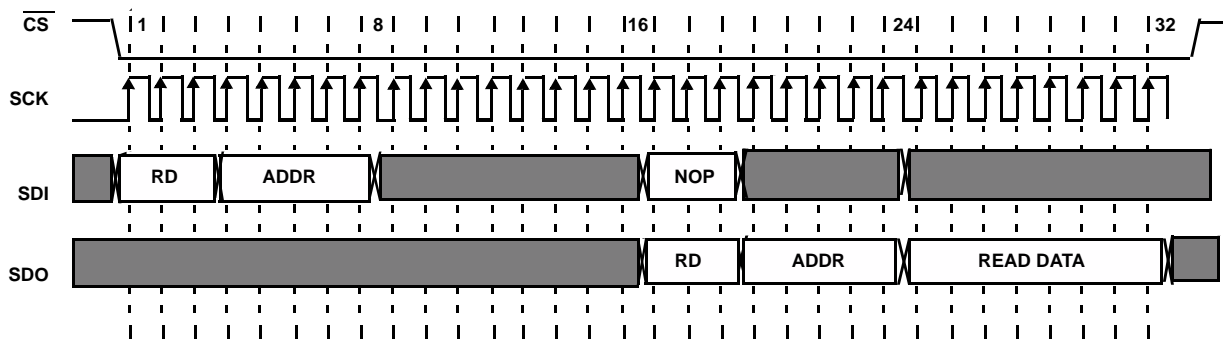 CS 1 8 16 24 32
SCK
SDI RD ADDR NOP
SDO RD ADDR READ DATA